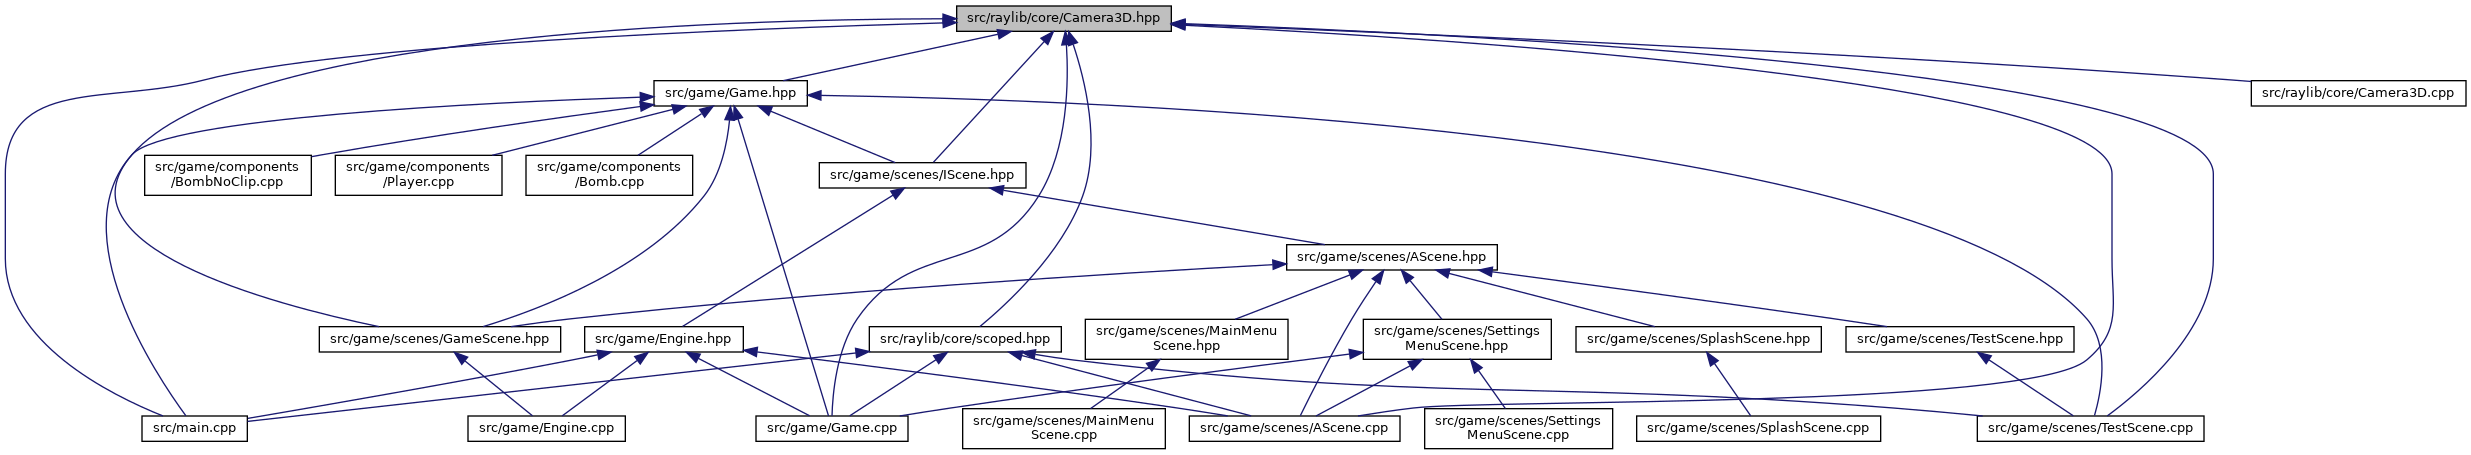 src/raylib/core/Camera3D.hpp
src/game/Game.hpp
src/raylib/core/Camera3D.cpp
src/game/components
/BombNoClip.cpp
src/game/components
/Player.cpp
src/game/components
/Bomb.cpp
src/game/scenes/IScene.hpp
src/game/scenes/AScene.hpp
src/game/scenes/GameScene.hpp
src/game/Engine.hpp
src/raylib/core/scoped.hpp
src/game/scenes/MainMenu
Scene.hpp
src/game/scenes/Settings
MenuScene.hpp
src/game/scenes/SplashScene.hpp
src/game/scenes/TestScene.hpp
src/main.cpp
src/game/Engine.cpp
src/game/Game.cpp
src/game/scenes/MainMenu
Scene.cpp
src/game/scenes/AScene.cpp
src/game/scenes/Settings
MenuScene.cpp
src/game/scenes/SplashScene.cpp
src/game/scenes/TestScene.cpp